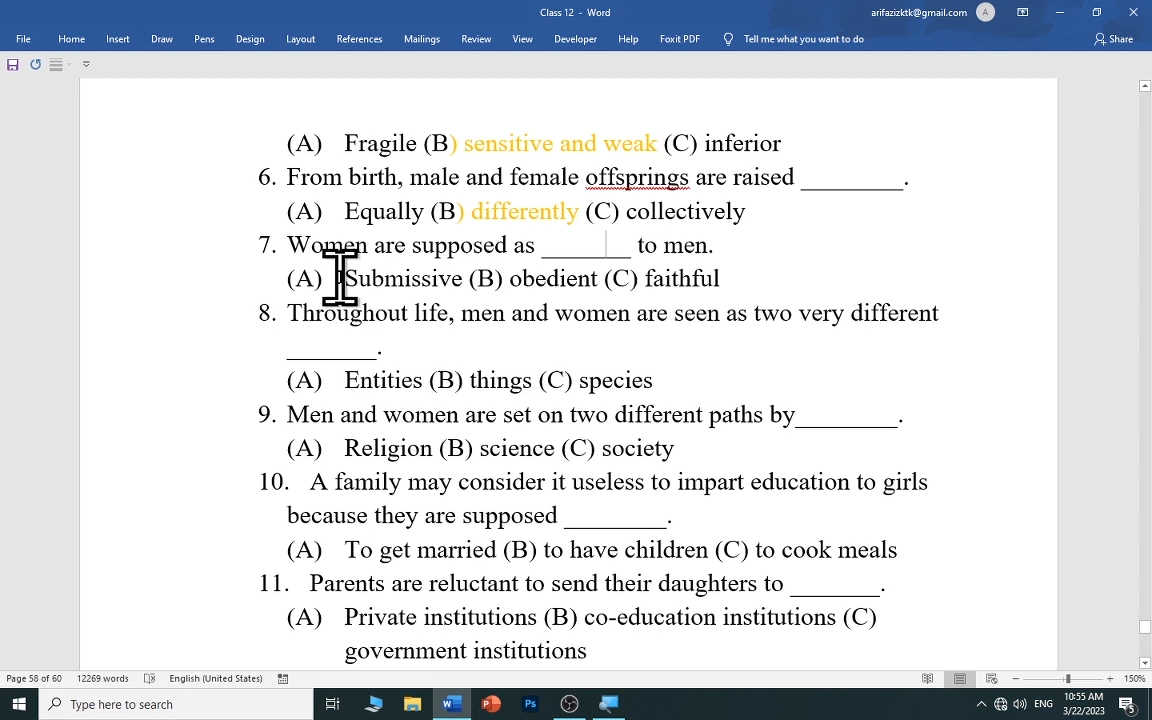 Class 12 - Word
arifazizktk@gmail.com
A
File Home Insert Draw Pens Design Layout References Mailings Review View Developer Help Foxit PDF Tell me what you want to do Share
(A) Fragile (B) sensitive and weak (C) inferior
6. From birth, male and female offsprings are raised ________.
(A) Equally (B) differently (C) collectively
7. Women are supposed as _______ to men.
(A) Submissive (B) obedient (C) faithful
8. Throughout life, men and women are seen as two very different
_______.
(A) Entities (B) things (C) species
9. Men and women are set on two different paths by________.
(A) Religion (B) science (C) society
10. A family may consider it useless to impart education to girls
because they are supposed ________.
(A) To get married (B) to have children (C) to cook meals
11. Parents are reluctant to send their daughters to _______.
(A) Private institutions (B) co-education institutions (C)
government institutions
Page 58 of 60 12269 words English (United States) 150%
Type here to search
ENG
10:55 AM
3/22/2023
5